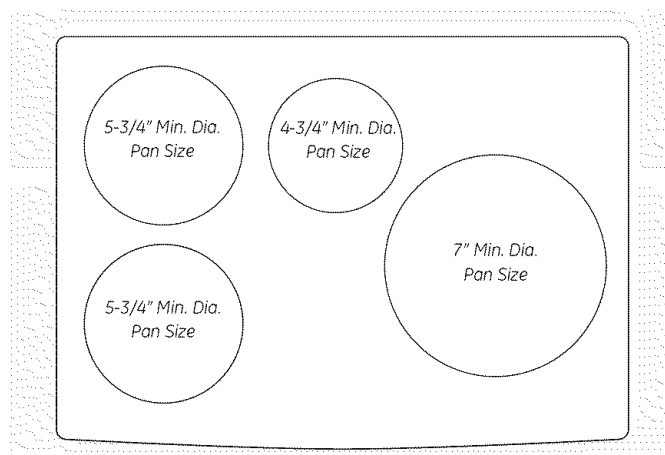 5-3/4" Min. Dia.
Pan Size
4-3/4" Min. Dia.
Pan Size
7" Min. Dia.
Pan Size
5-3/4" Min. Dia.
Pan Size